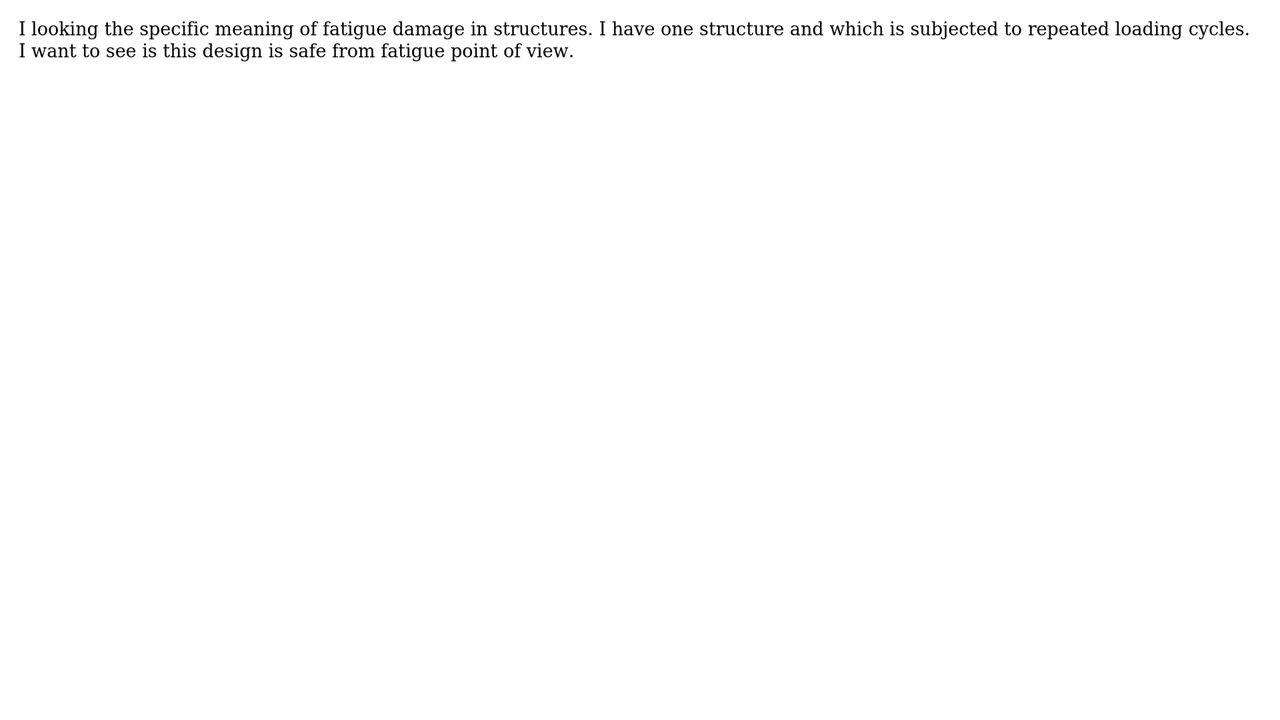 I looking the specific meaning of fatigue damage in structures. I have one structure and which is subjected to repeated loading cycles.
I want to see is this design is safe from fatigue point of view.